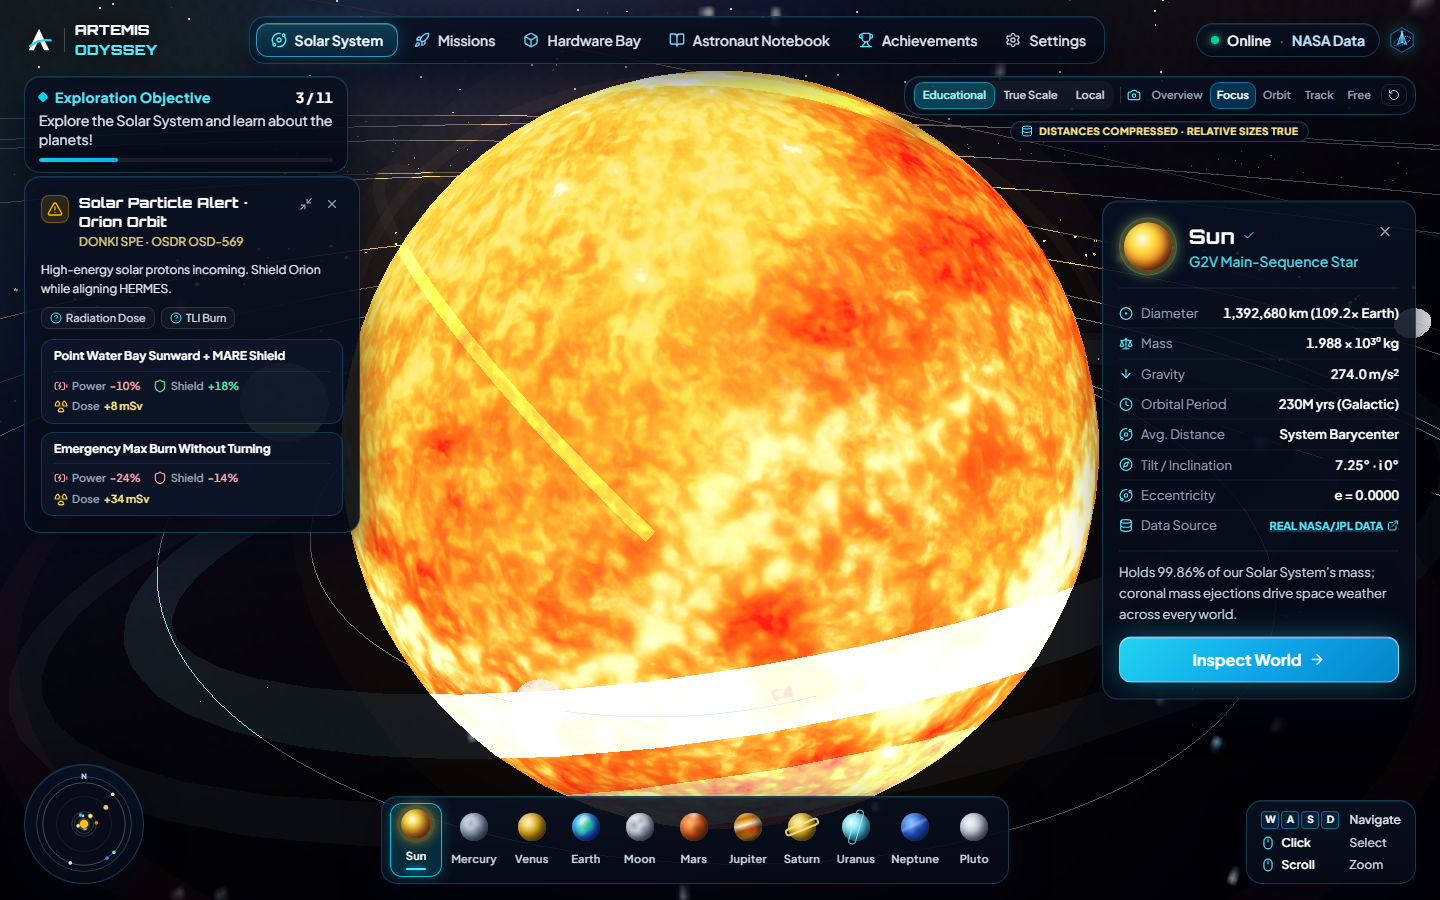 ARTEMIS
ODYSSEY
Solar System
Missions
Hardware Bay
Astronaut Notebook
Achievements
Settings
Online · NASA Data
Exploration Objective 3/11
Explore the Solar System and learn about the
planets!
Educational True Scale Local Overview Focus Orbit Track Free
DISTANCES COMPRESSED · RELATIVE SIZES TRUE
Solar Particle Alert ·
Orion Orbit
DONKI SPE · OSDR OSD-569
High-energy solar protons incoming. Shield Orion
while aligning HERMES.
Radiation Dose TLI Burn
Point Water Bay Sunward + MARE Shield
Power -10% Shield +18%
Dose +8 mSv
Emergency Max Burn Without Turning
Power -24% Shield -14%
Dose +34 mSv
Sun
G2V Main-Sequence Star
Diameter 1,392,680 km (109.2x Earth)
Mass 1.988 x 10³⁰ kg
Gravity 274.0 m/s²
Orbital Period 230M yrs (Galactic)
Avg. Distance System Barycenter
Tilt / Inclination 7.25° · i 0°
Eccentricity e = 0.0000
Data Source REAL NASA/JPL DATA
Holds 99.86% of our Solar System's mass;
coronal mass ejections drive space weather
across every world.
Inspect World →
N
Sun Mercury Venus Earth Moon Mars Jupiter Saturn Uranus Neptune Pluto
W A S D Navigate
Click Select
Scroll Zoom